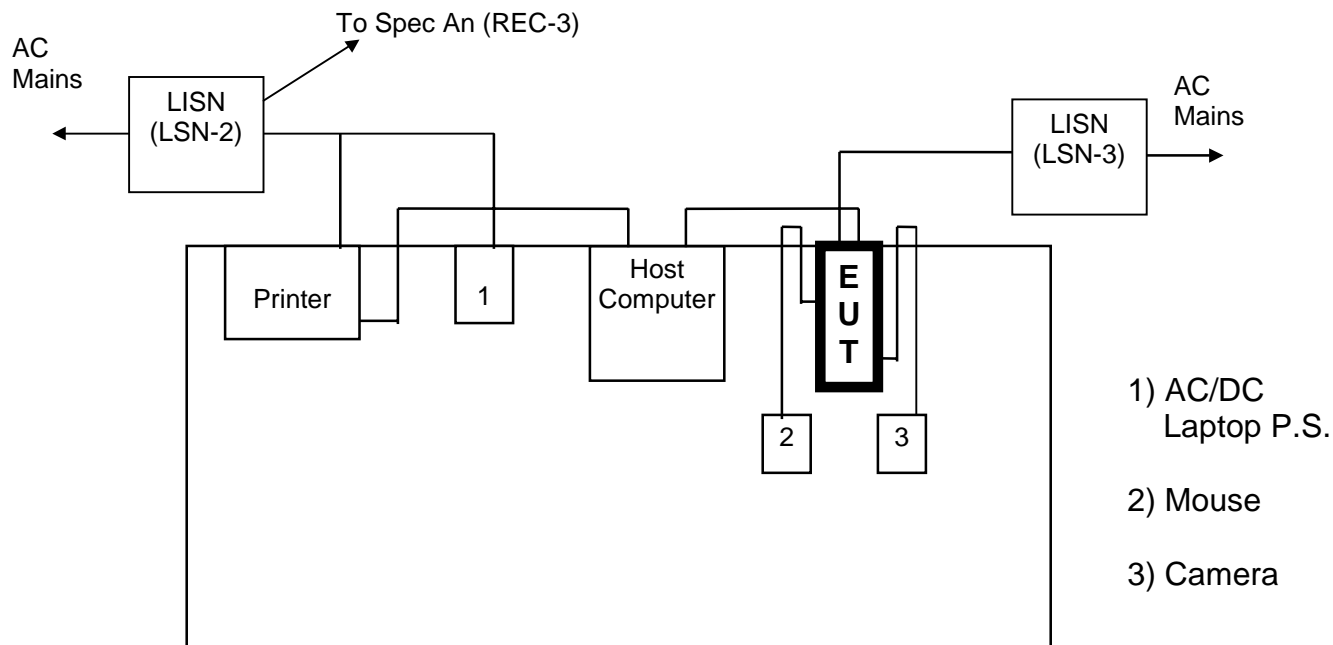 To Spec An (REC-3)
AC
Mains
LISN
(LSN-2)
AC
Mains
LISN
(LSN-3)
Printer
1
Host
Computer
E
U
T
2
3
1) AC/DC
Laptop P.S.
2) Mouse
3) Camera